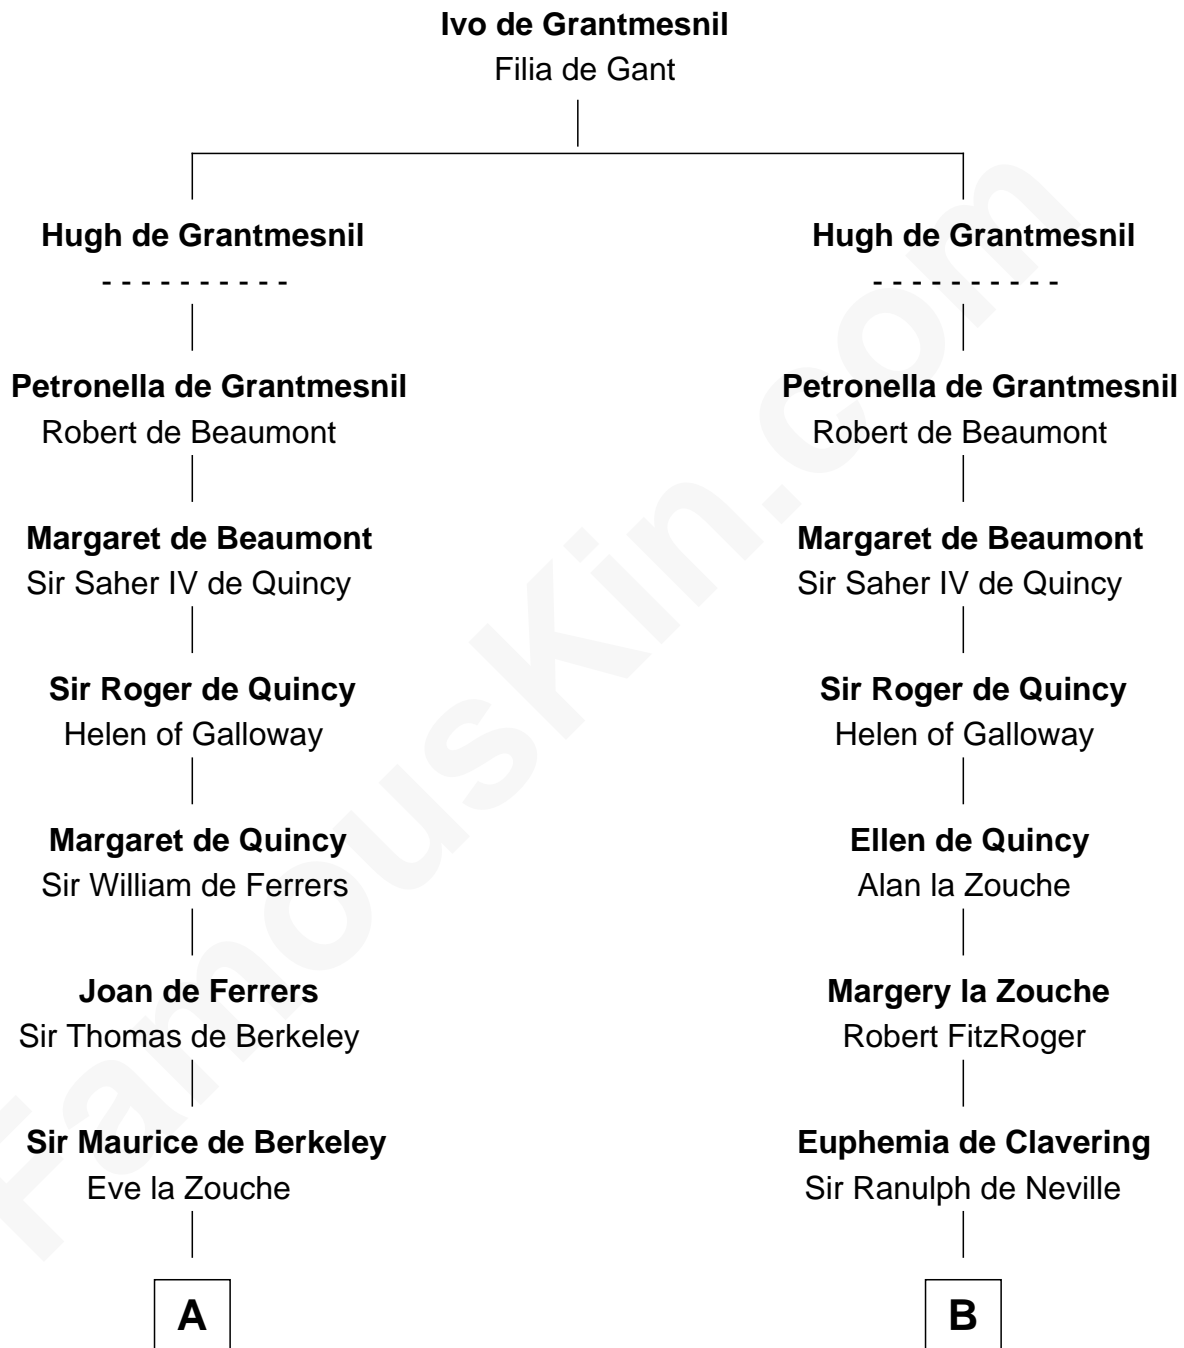 Ivo de Grantmesnil
Filia de Gant
Hugh de Grantmesnil
- - - - - - - - - -
Petronella de Grantmesnil
Robert de Beaumont
Margaret de Beaumont
Sir Saher IV de Quincy
Sir Roger de Quincy
Helen of Galloway
Margaret de Quincy
Sir William de Ferrers
Joan de Ferrers
Sir Thomas de Berkeley
Sir Maurice de Berkeley
Eve la Zouche
A
Hugh de Grantmesnil
- - - - - - - - - -
Petronella de Grantmesnil
Robert de Beaumont
Margaret de Beaumont
Sir Saher IV de Quincy
Sir Roger de Quincy
Helen of Galloway
Ellen de Quincy
Alan la Zouche
Margery la Zouche
Robert FitzRoger
Euphemia de Clavering
Sir Ranulph de Neville
B
FamousKin.com